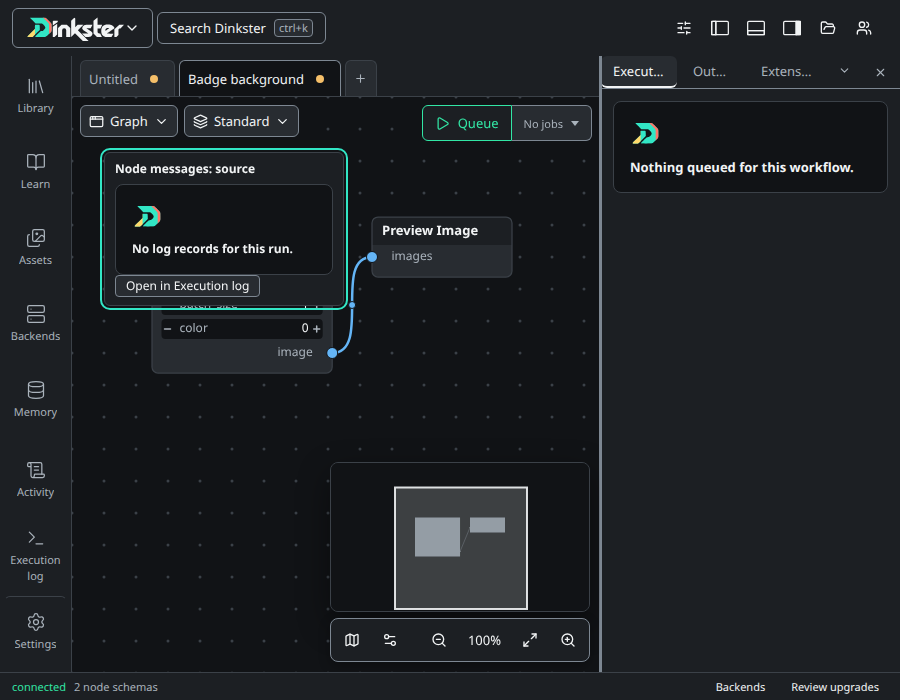 Dinkster
Search Dinkster ctrl+k
Untitled
Badge background
Execut...
Out...
Extens...
Library
Learn
Assets
Backends
Memory
Activity
Execution
log
Settings
Graph
Standard
Queue
No jobs
Node messages: source
No log records for this run.
Open in Execution log
color 0
image
Preview Image
images
Nothing queued for this workflow.
100%
connected 2 node schemas
Backends
Review upgrades